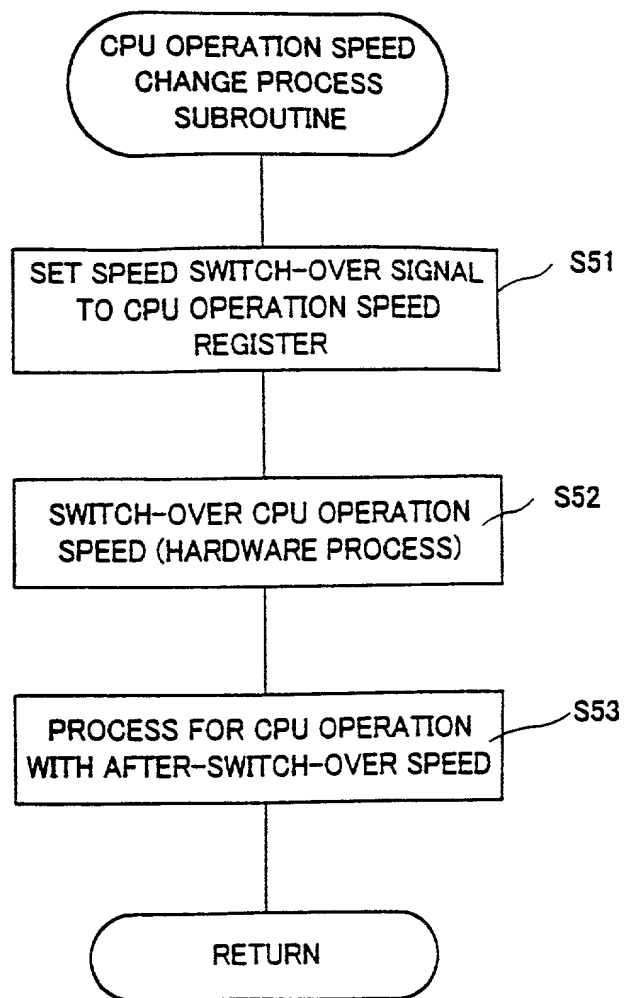 CPU OPERATION SPEED
CHANGE PROCESS
SUBROUTINE
SET SPEED SWITCH-OVER SIGNAL
TO CPU OPERATION SPEED
REGISTER
S51
SWITCH-OVER CPU OPERATION
SPEED (HARDWARE PROCESS)
S52
PROCESS FOR CPU OPERATION
WITH AFTER-SWITCH-OVER SPEED
S53
RETURN